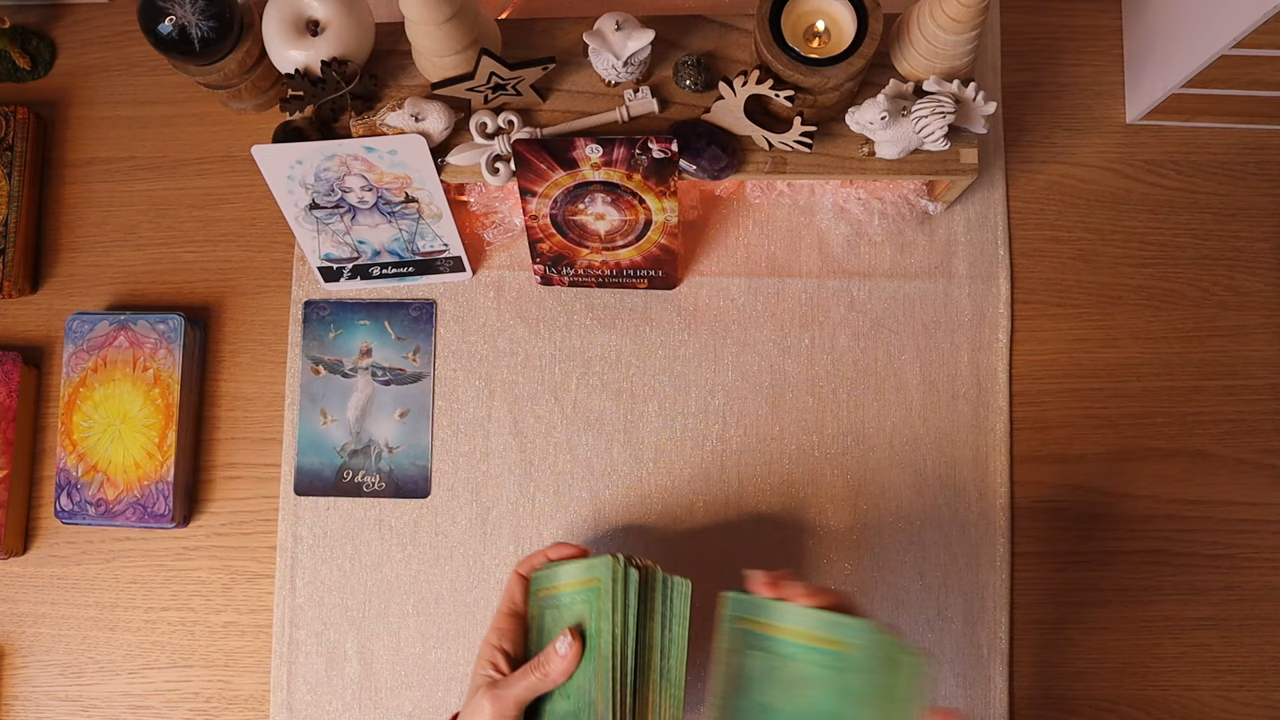 Balance
35
LA BOUSSOLE PERDUE
REVENIR À L'INTÉGRITÉ
9 day